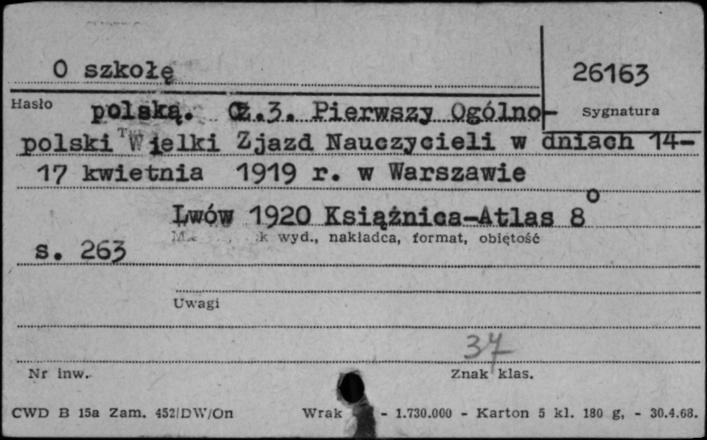 O szkołę
26163
Hasło
polską. Cz.3. Pierwszy Ogólno-
Sygnatura
polski Wielki Zjazd Nauczycieli w dniach 14-
17 kwietnia 1919 r. w Warszawie
Lwów 1920 Książnica-Atlas 8°
wyd., nakładca, format, objętość
s. 263
Uwagi
37
Nr inw.
Znak klas.
CWD B 15a Zam. 452/DW/On Wrak - 1.730.000 - Karton 5 kl. 180 g, - 30.4.68.